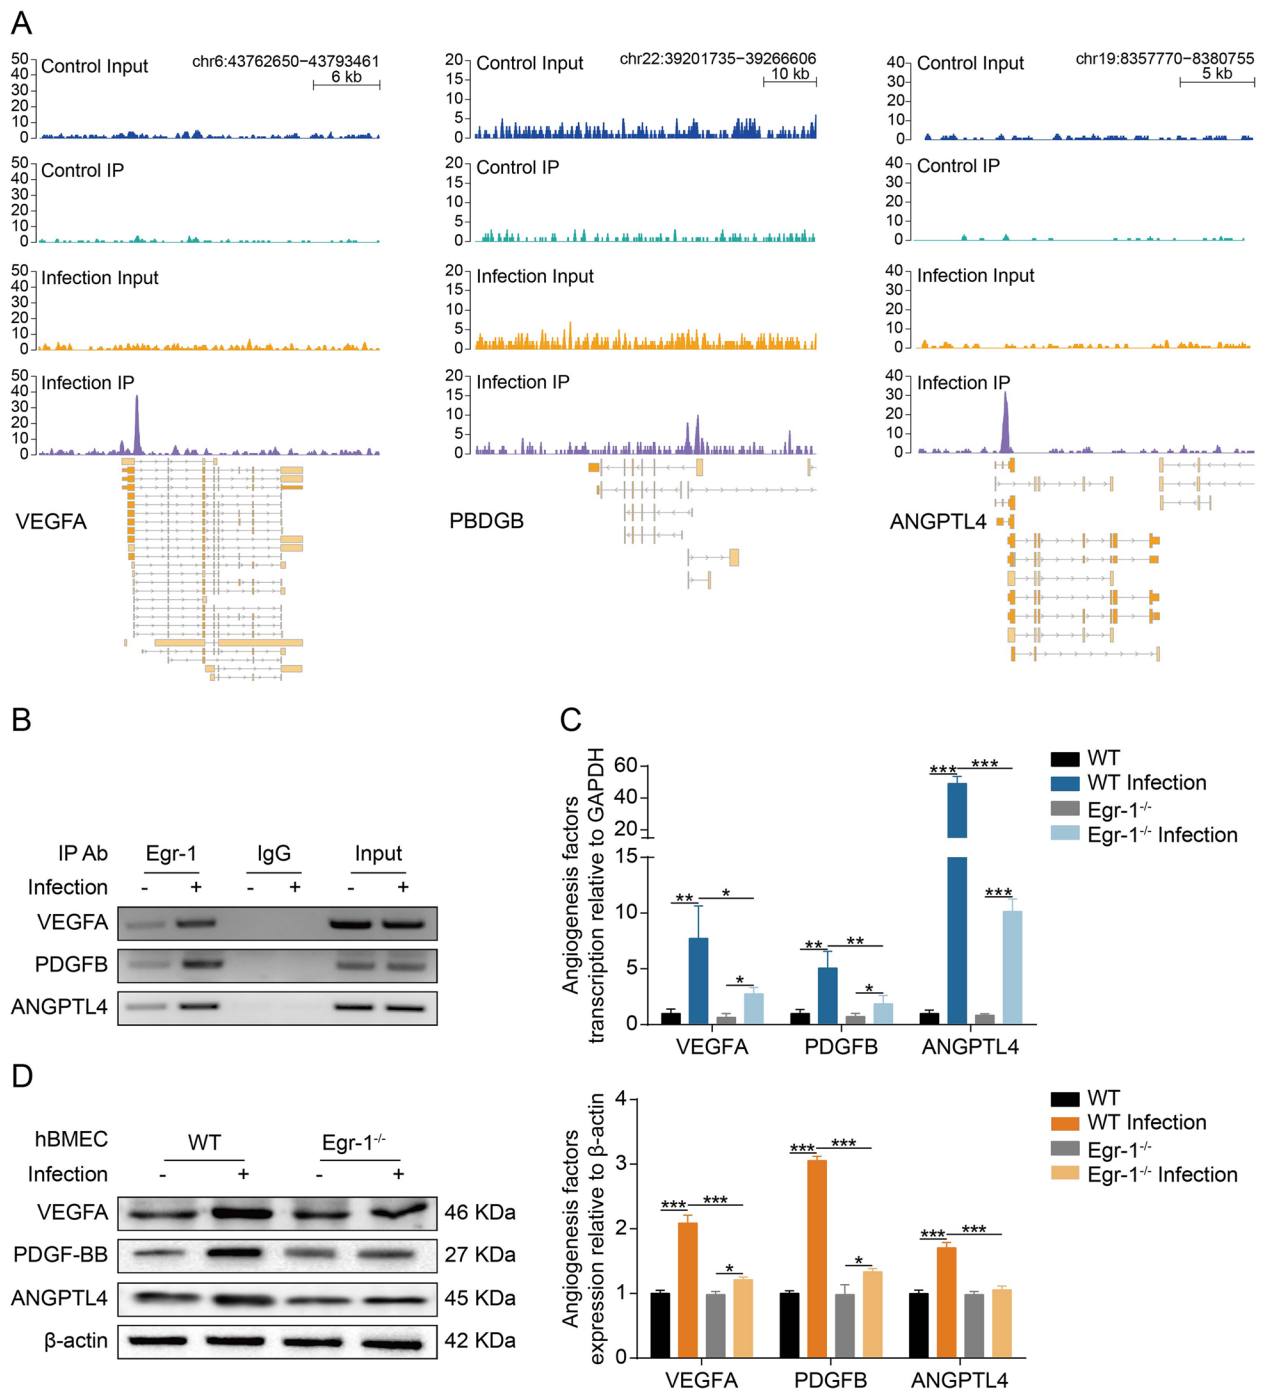 A
chr6:43762650−43793461
6 kb
50
40
30
20
10
0
Control Input
50
40
30
20
10
0
Control IP
50
40
30
20
10
0
Infection Input
50
40
30
20
10
0
Infection IP
VEGFA
chr22:39201735−39266606
10 kb
20
15
10
5
0
Control Input
20
15
10
5
0
Control IP
20
15
10
5
0
Infection Input
20
15
10
5
0
Infection IP
PBDGB
chr19:8357770−8380755
5 kb
40
30
20
10
0
Control Input
40
30
20
10
0
Control IP
40
30
20
10
0
Infection Input
40
30
20
10
0
Infection IP
ANGPTL4
B
IP Ab Egr-1 IgG Input
Infection - + - + - +
VEGFA
PDGFB
ANGPTL4
C
Angiogenesis factors
transcription relative to GAPDH
60
40
20
15
10
5
0
** *
*
** **
*
*** ***
***
VEGFA PDGFB ANGPTL4
WT
WT Infection
Egr-1-/-
Egr-1-/- Infection
D
hBMEC WT Egr-1-/-
Infection - + - +
VEGFA 46 KDa
PDGF-BB 27 KDa
ANGPTL4 45 KDa
β-actin 42 KDa
Angiogenesis factors
expression relative to β-actin
4
3
2
1
0
*** ***
*
*** ***
*
*** ***
VEGFA PDGFB ANGPTL4
WT
WT Infection
Egr-1-/-
Egr-1-/- Infection